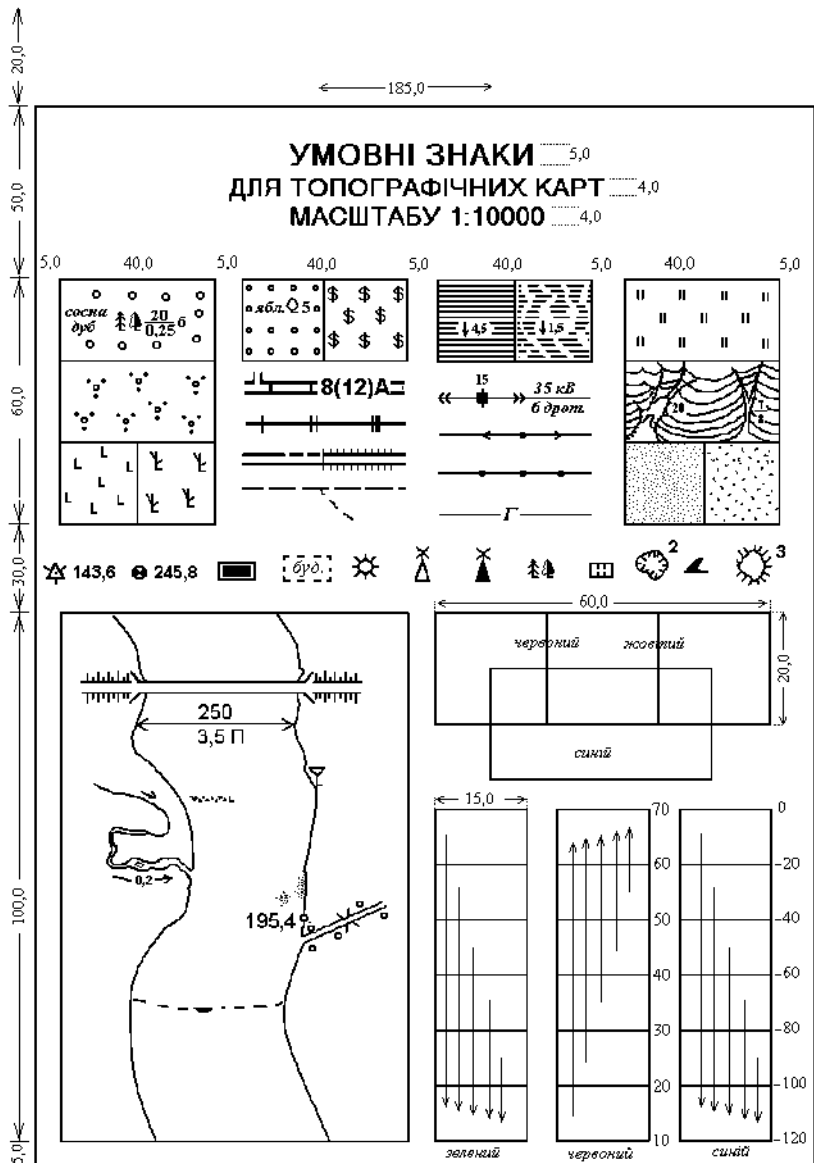 20,0
185,0
УМОВНІ ЗНАКИ 5,0
ДЛЯ ТОПОГРАФІЧНИХ КАРТ 4,0
МАСШТАБУ 1:10000 4,0
50,0
5,0 40,0 5,0 40,0 5,0 40,0 5,0 40,0 5,0
60,0
сосна
дуб
20
0,25
б
ябл. 5
4,5
1,5
20
7
8
8(12)А
15
35 кВ
6 дрот.
Г
30,0
143,6
245,8
буд.
2
3
60,0
червоний
жовтий
20,0
синій
250
3,5 П
0,2
195,4
100,0
5,0
15,0
70
60
50
40
30
20
10
0
-20
-40
-60
-80
-100
-120
зелений
червоний
синій